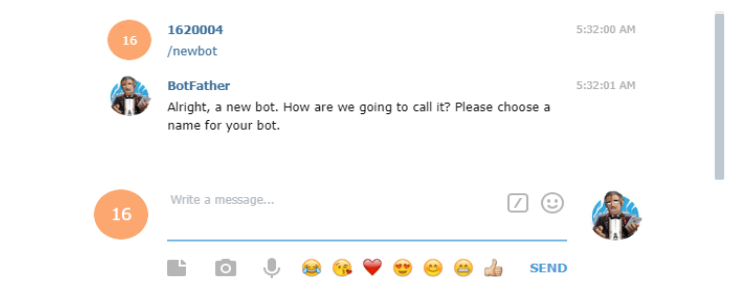 16
1620004
5:32:00 AM
/newbot
BotFather
5:32:01 AM
Alright, a new bot. How are we going to call it? Please choose a
name for your bot.
16
Write a message...
SEND